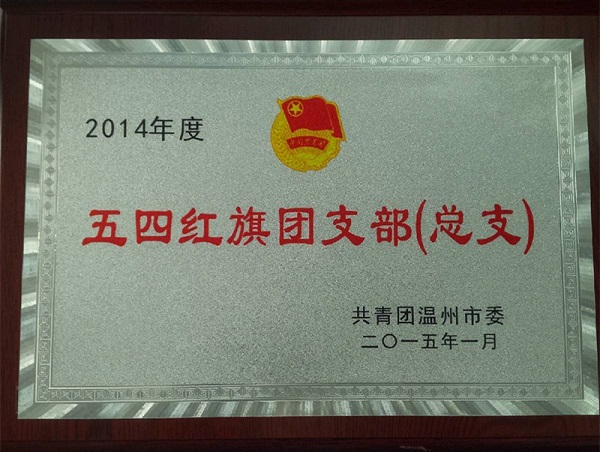 2014年度
五四红旗团支部(总支)
共青团温州市委
二〇一五年一月